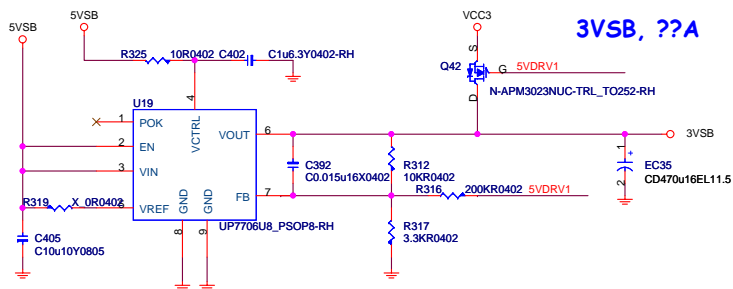 5VSB
5VSB
VCC3
3VSB, ??A
R325
10R0402
C402
C1u6.3Y0402-RH
S
Q42
G
5VDRV1
D
N-APM3023NUC-TRL_TO252-RH
U19
4
1
POK
VCTRL
2
EN
VOUT
6
3VSB
3
VIN
C392
C0.015u16X0402
R312
10KR0402
1
+
EC35
CD470u16EL11.5
2
R319
X_0R0402
5
VREF
GND
GND
FB
7
R316
200KR0402
5VDRV1
UP7706U8_PSOP8-RH
8
9
R317
3.3KR0402
C405
C10u10Y0805